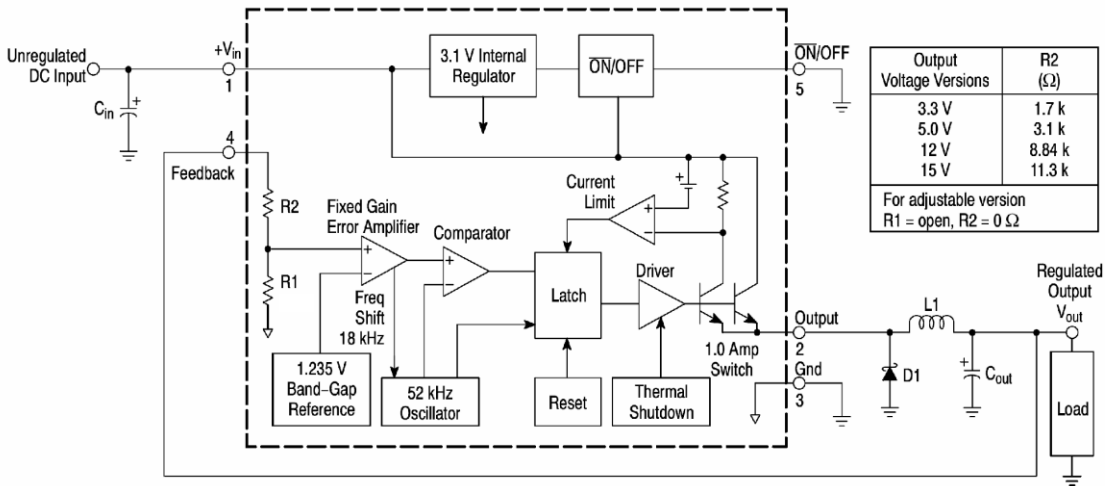 Unregulated
DC Input
Cin
+
+Vin
1
4
Feedback
3.1 V Internal
Regulator
ON/OFF
ON/OFF
5
Output
Voltage Versions
R2
(Ω)
3.3 V
1.7 k
5.0 V
3.1 k
12 V
8.84 k
15 V
11.3 k
For adjustable version
R1 = open, R2 = 0 Ω
R2
R1
Fixed Gain
Error Amplifier
+
−
Comparator
+
−
Current
Limit
+
−
+
Freq
Shift
18 kHz
Latch
Driver
1.235 V
Band−Gap
Reference
52 kHz
Oscillator
Reset
Thermal
Shutdown
1.0 Amp
Switch
Output
2
Gnd
3
D1
L1
+
Cout
Regulated
Output
Vout
Load